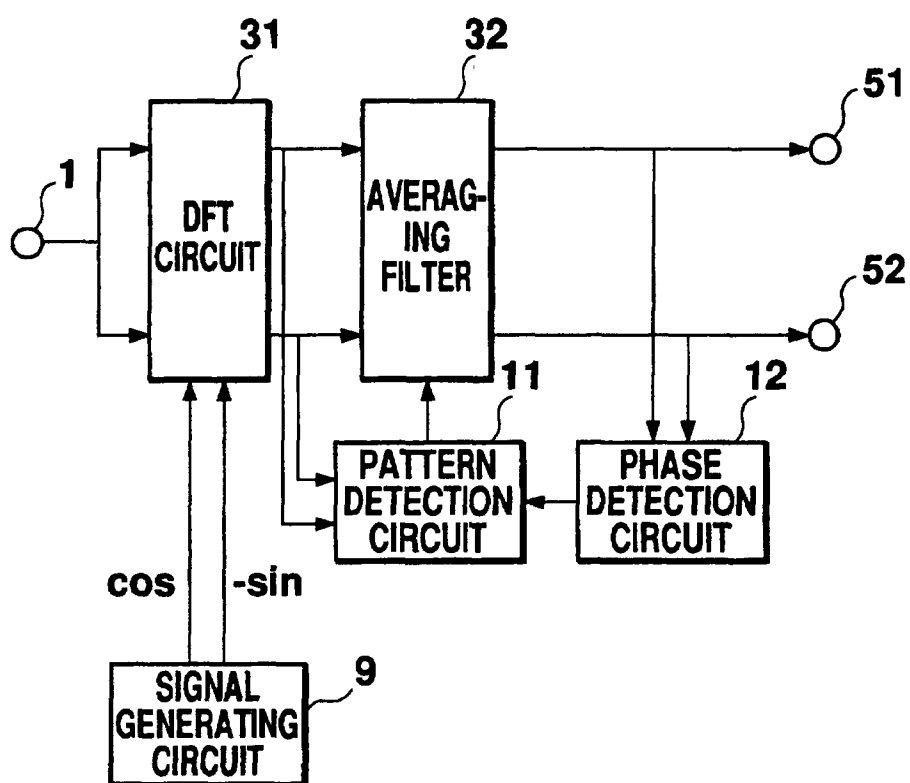 31
32
51
1
DFT
CIRCUIT
AVERAG-
ING
FILTER
52
11
12
PATTERN
DETECTION
CIRCUIT
PHASE
DETECTION
CIRCUIT
cos
-sin
9
SIGNAL
GENERATING
CIRCUIT